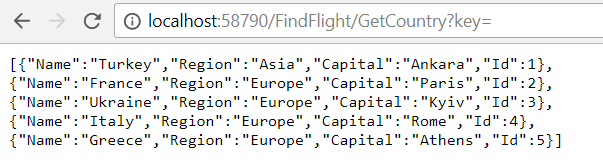 localhost:58790/FindFlight/GetCountry?key=
[{"Name":"Turkey","Region":"Asia","Capital":"Ankara","Id":1},
{"Name":"France","Region":"Europe","Capital":"Paris","Id":2},
{"Name":"Ukraine","Region":"Europe","Capital":"Kyiv","Id":3},
{"Name":"Italy","Region":"Europe","Capital":"Rome","Id":4},
{"Name":"Greece","Region":"Europe","Capital":"Athens","Id":5}]